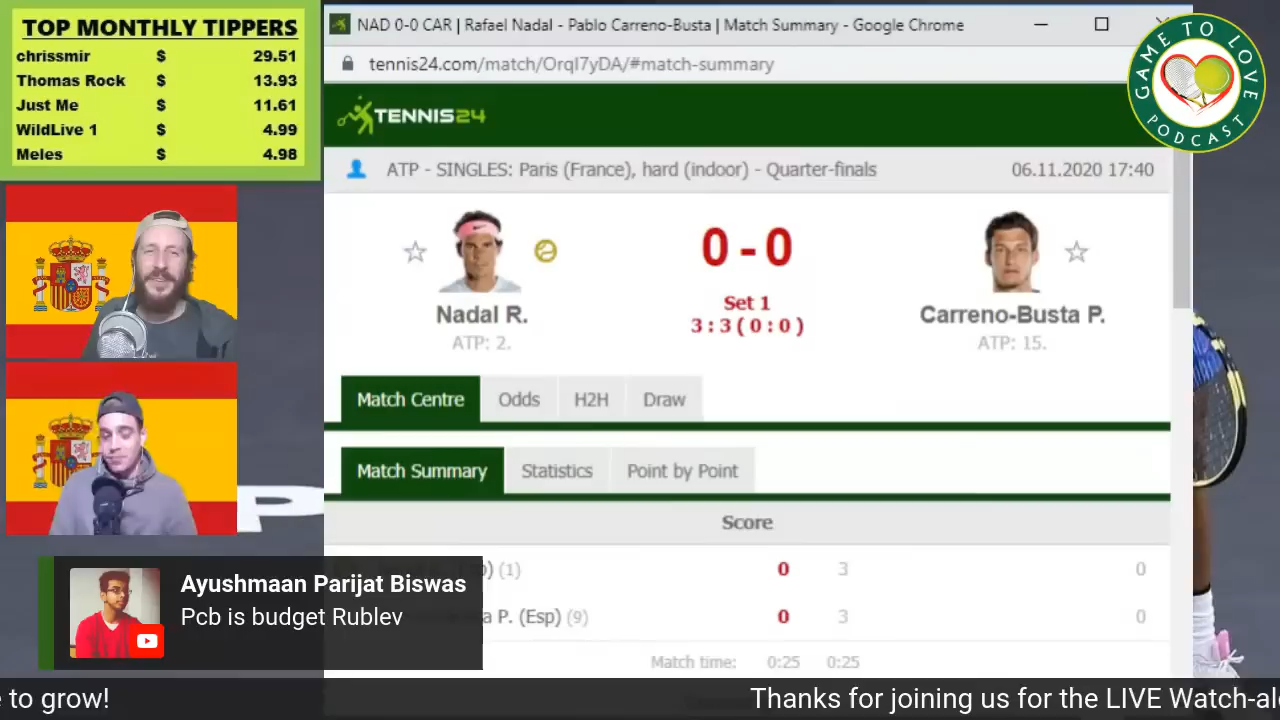 TOP MONTHLY TIPPERS
chrissmir $ 29.51
Thomas Rock $ 13.93
Just Me $ 11.61
WildLive 1 $ 4.99
Meles $ 4.98
NAD 0-0 CAR | Rafael Nadal - Pablo Carreno-Busta | Match Summary - Google Chrome
tennis24.com/match/OrqI7yDA/#match-summary
GAME TO LOVE
PODCAST
TENNIS24
ATP - SINGLES: Paris (France), hard (indoor) - Quarter-finals 06.11.2020 17:40
0 - 0
Set 1
3 : 3 ( 0 : 0 )
Nadal R.
ATP: 2.
Carreno-Busta P.
ATP: 15.
Match Centre Odds H2H Draw
Match Summary Statistics Point by Point
Score
(1) 0 3 0
P. (Esp) (9) 0 3 0
Match time: 0:25 0:25
P
Ayushmaan Parijat Biswas
Pcb is budget Rublev
e to grow! Thanks for joining us for the LIVE Watch-al